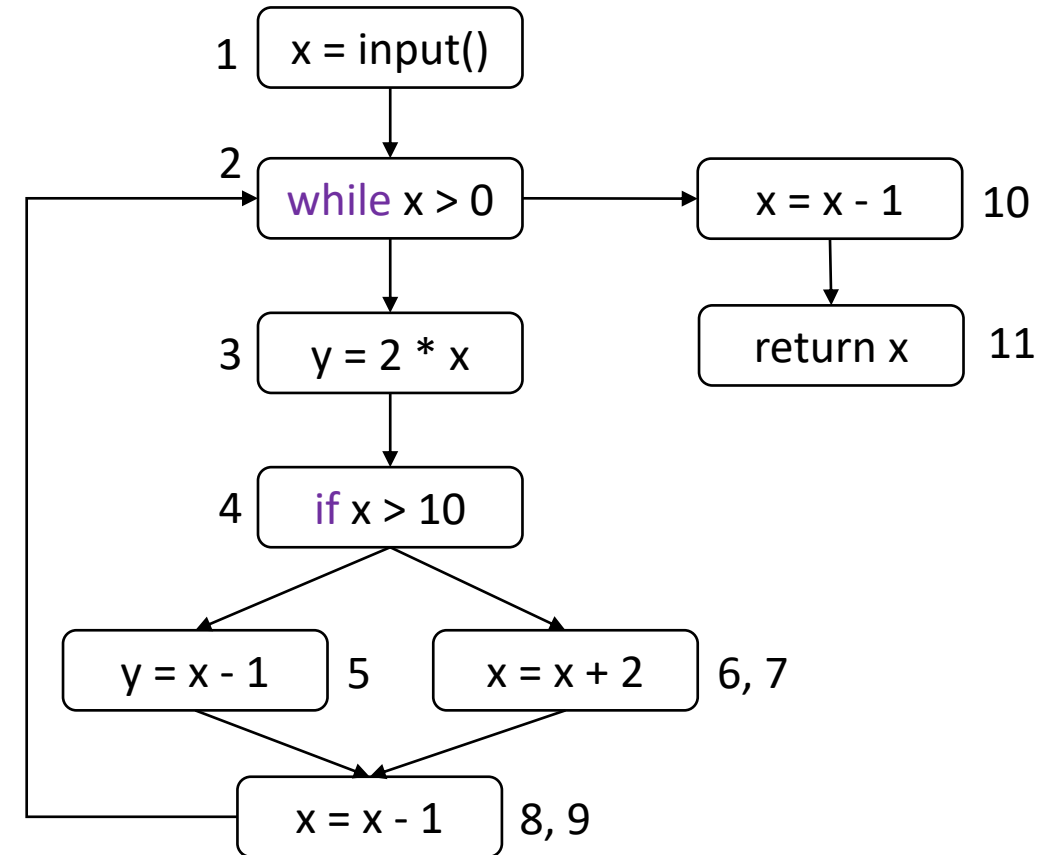 1
x = input()
2
while x > 0
x = x - 1
10
3
y = 2 * x
return x
11
4
if x > 10
y = x - 1
5
x = x + 2
6, 7
x = x - 1
8, 9